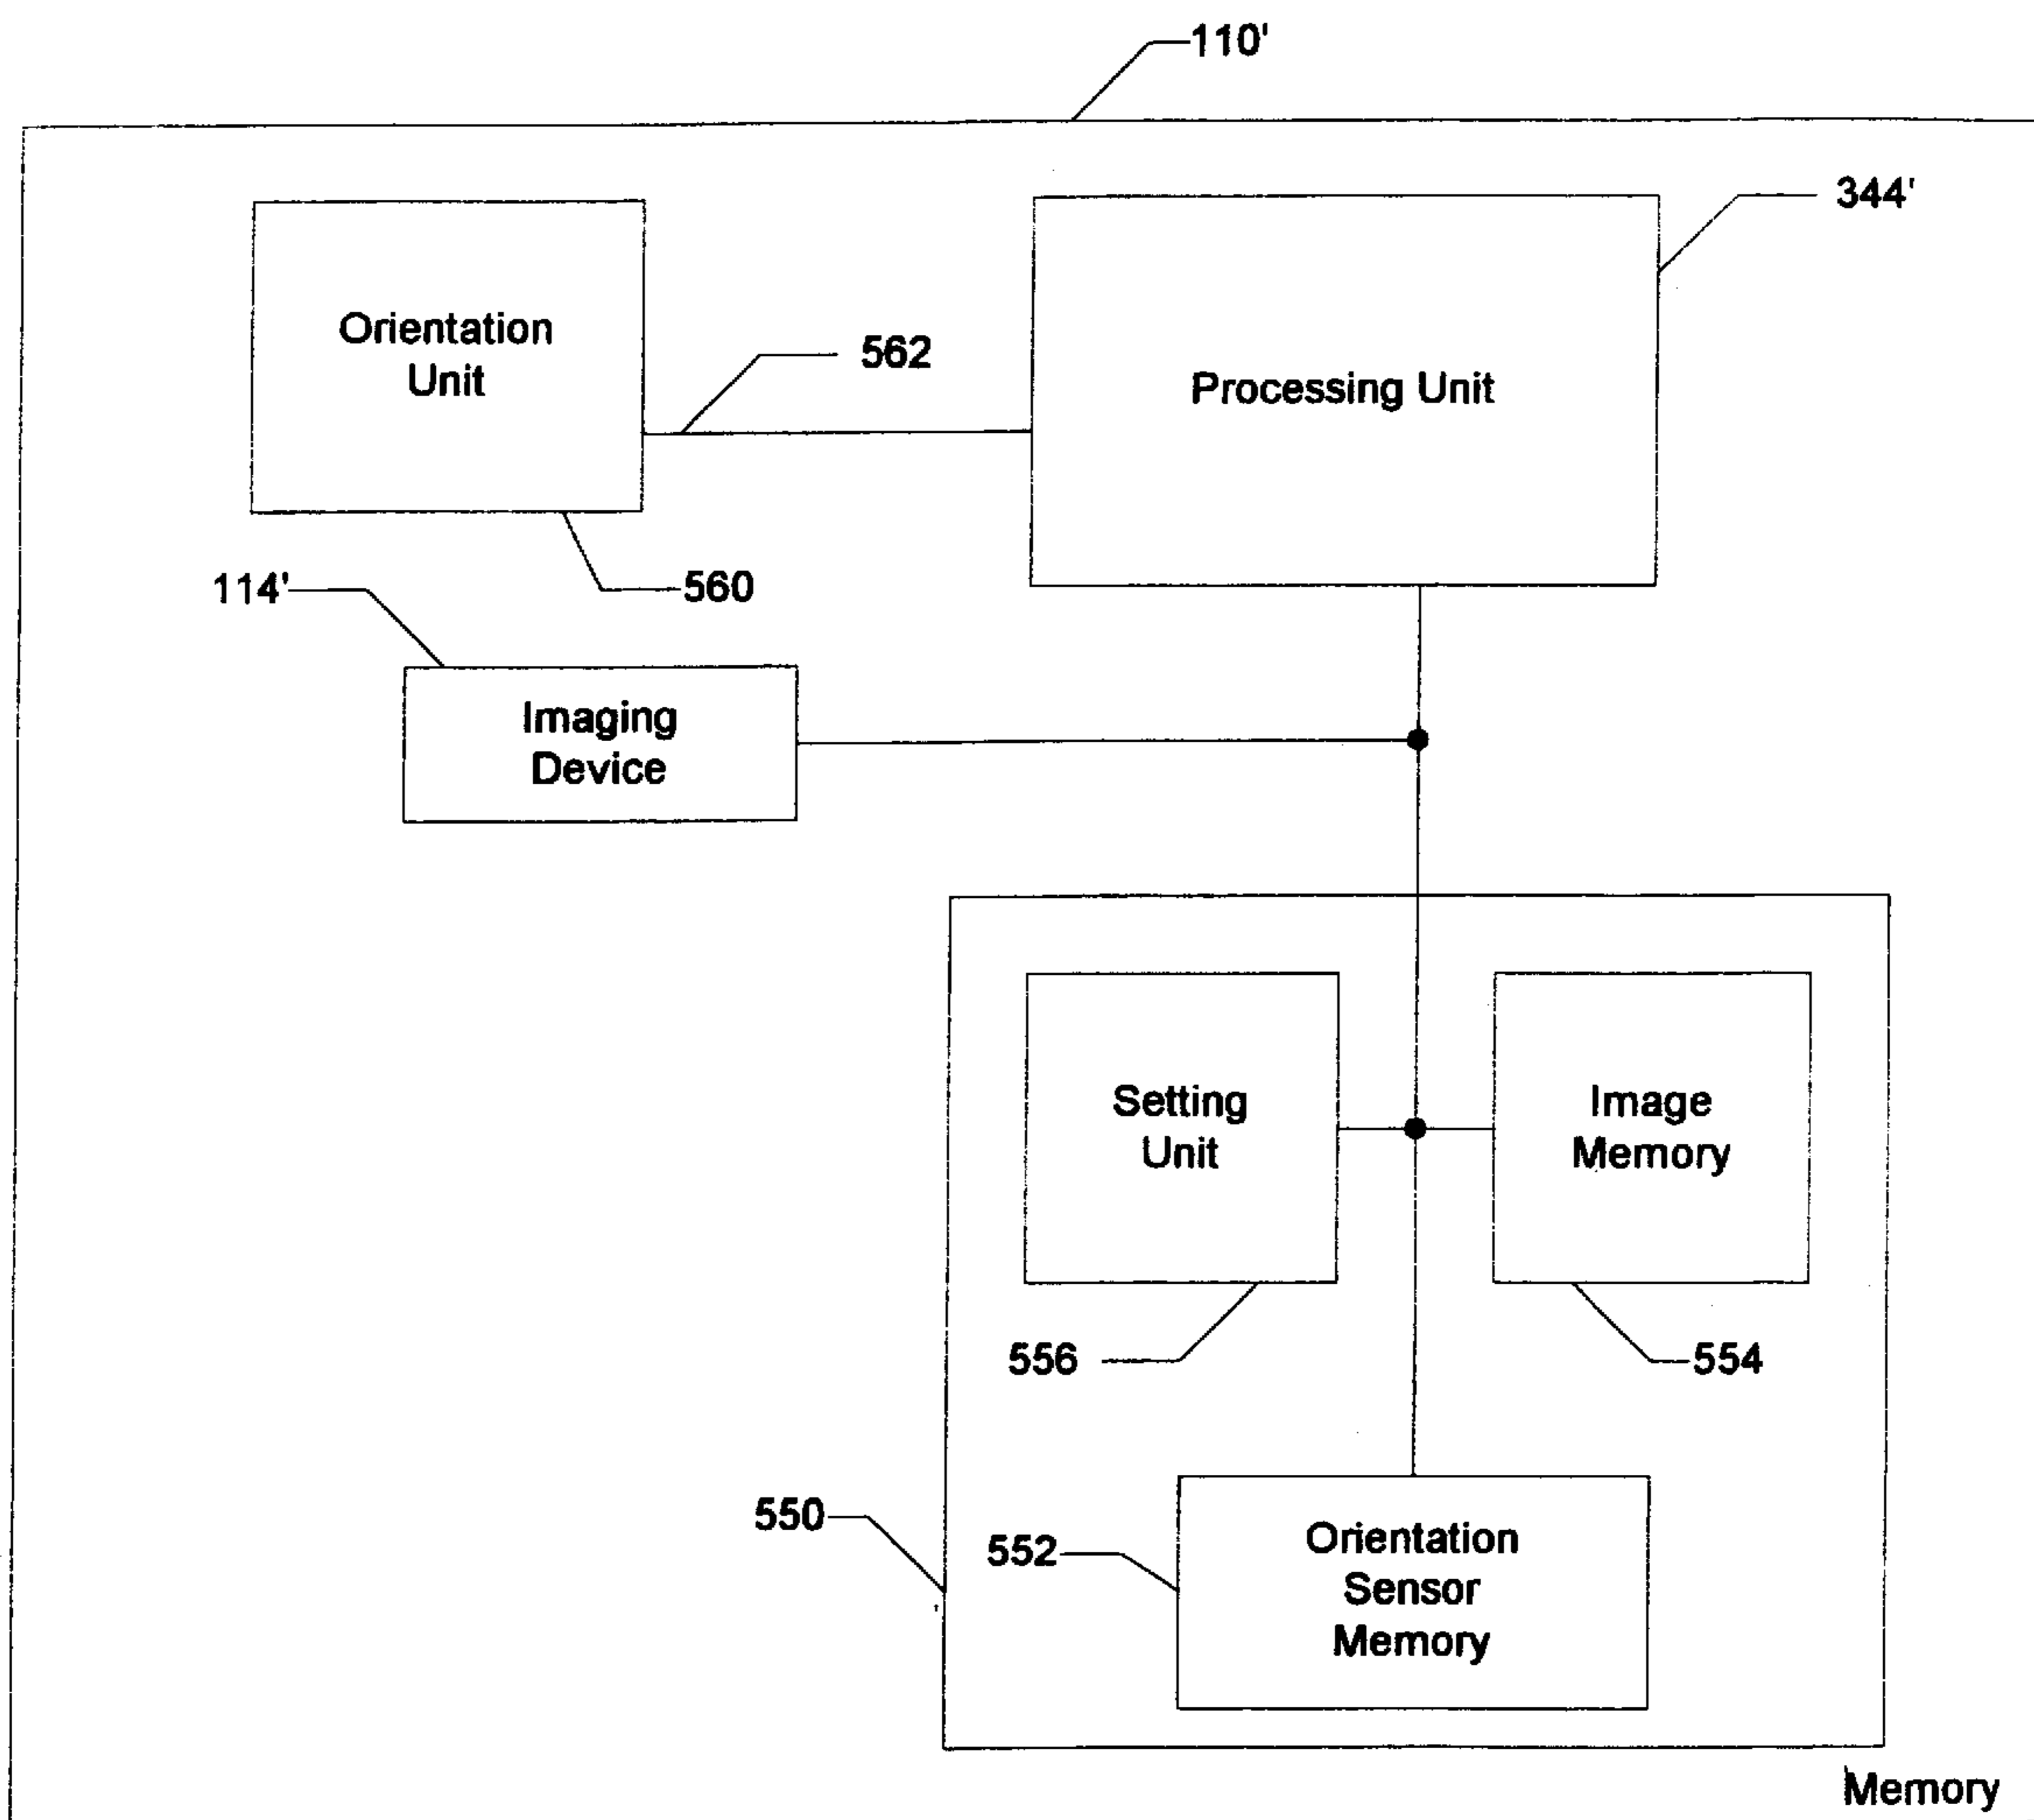 110'
344'
Orientation
Unit
562
Processing Unit
114'
560
Imaging
Device
Setting
Unit
Image
Memory
556
554
550
552
Orientation
Sensor
Memory
Memory